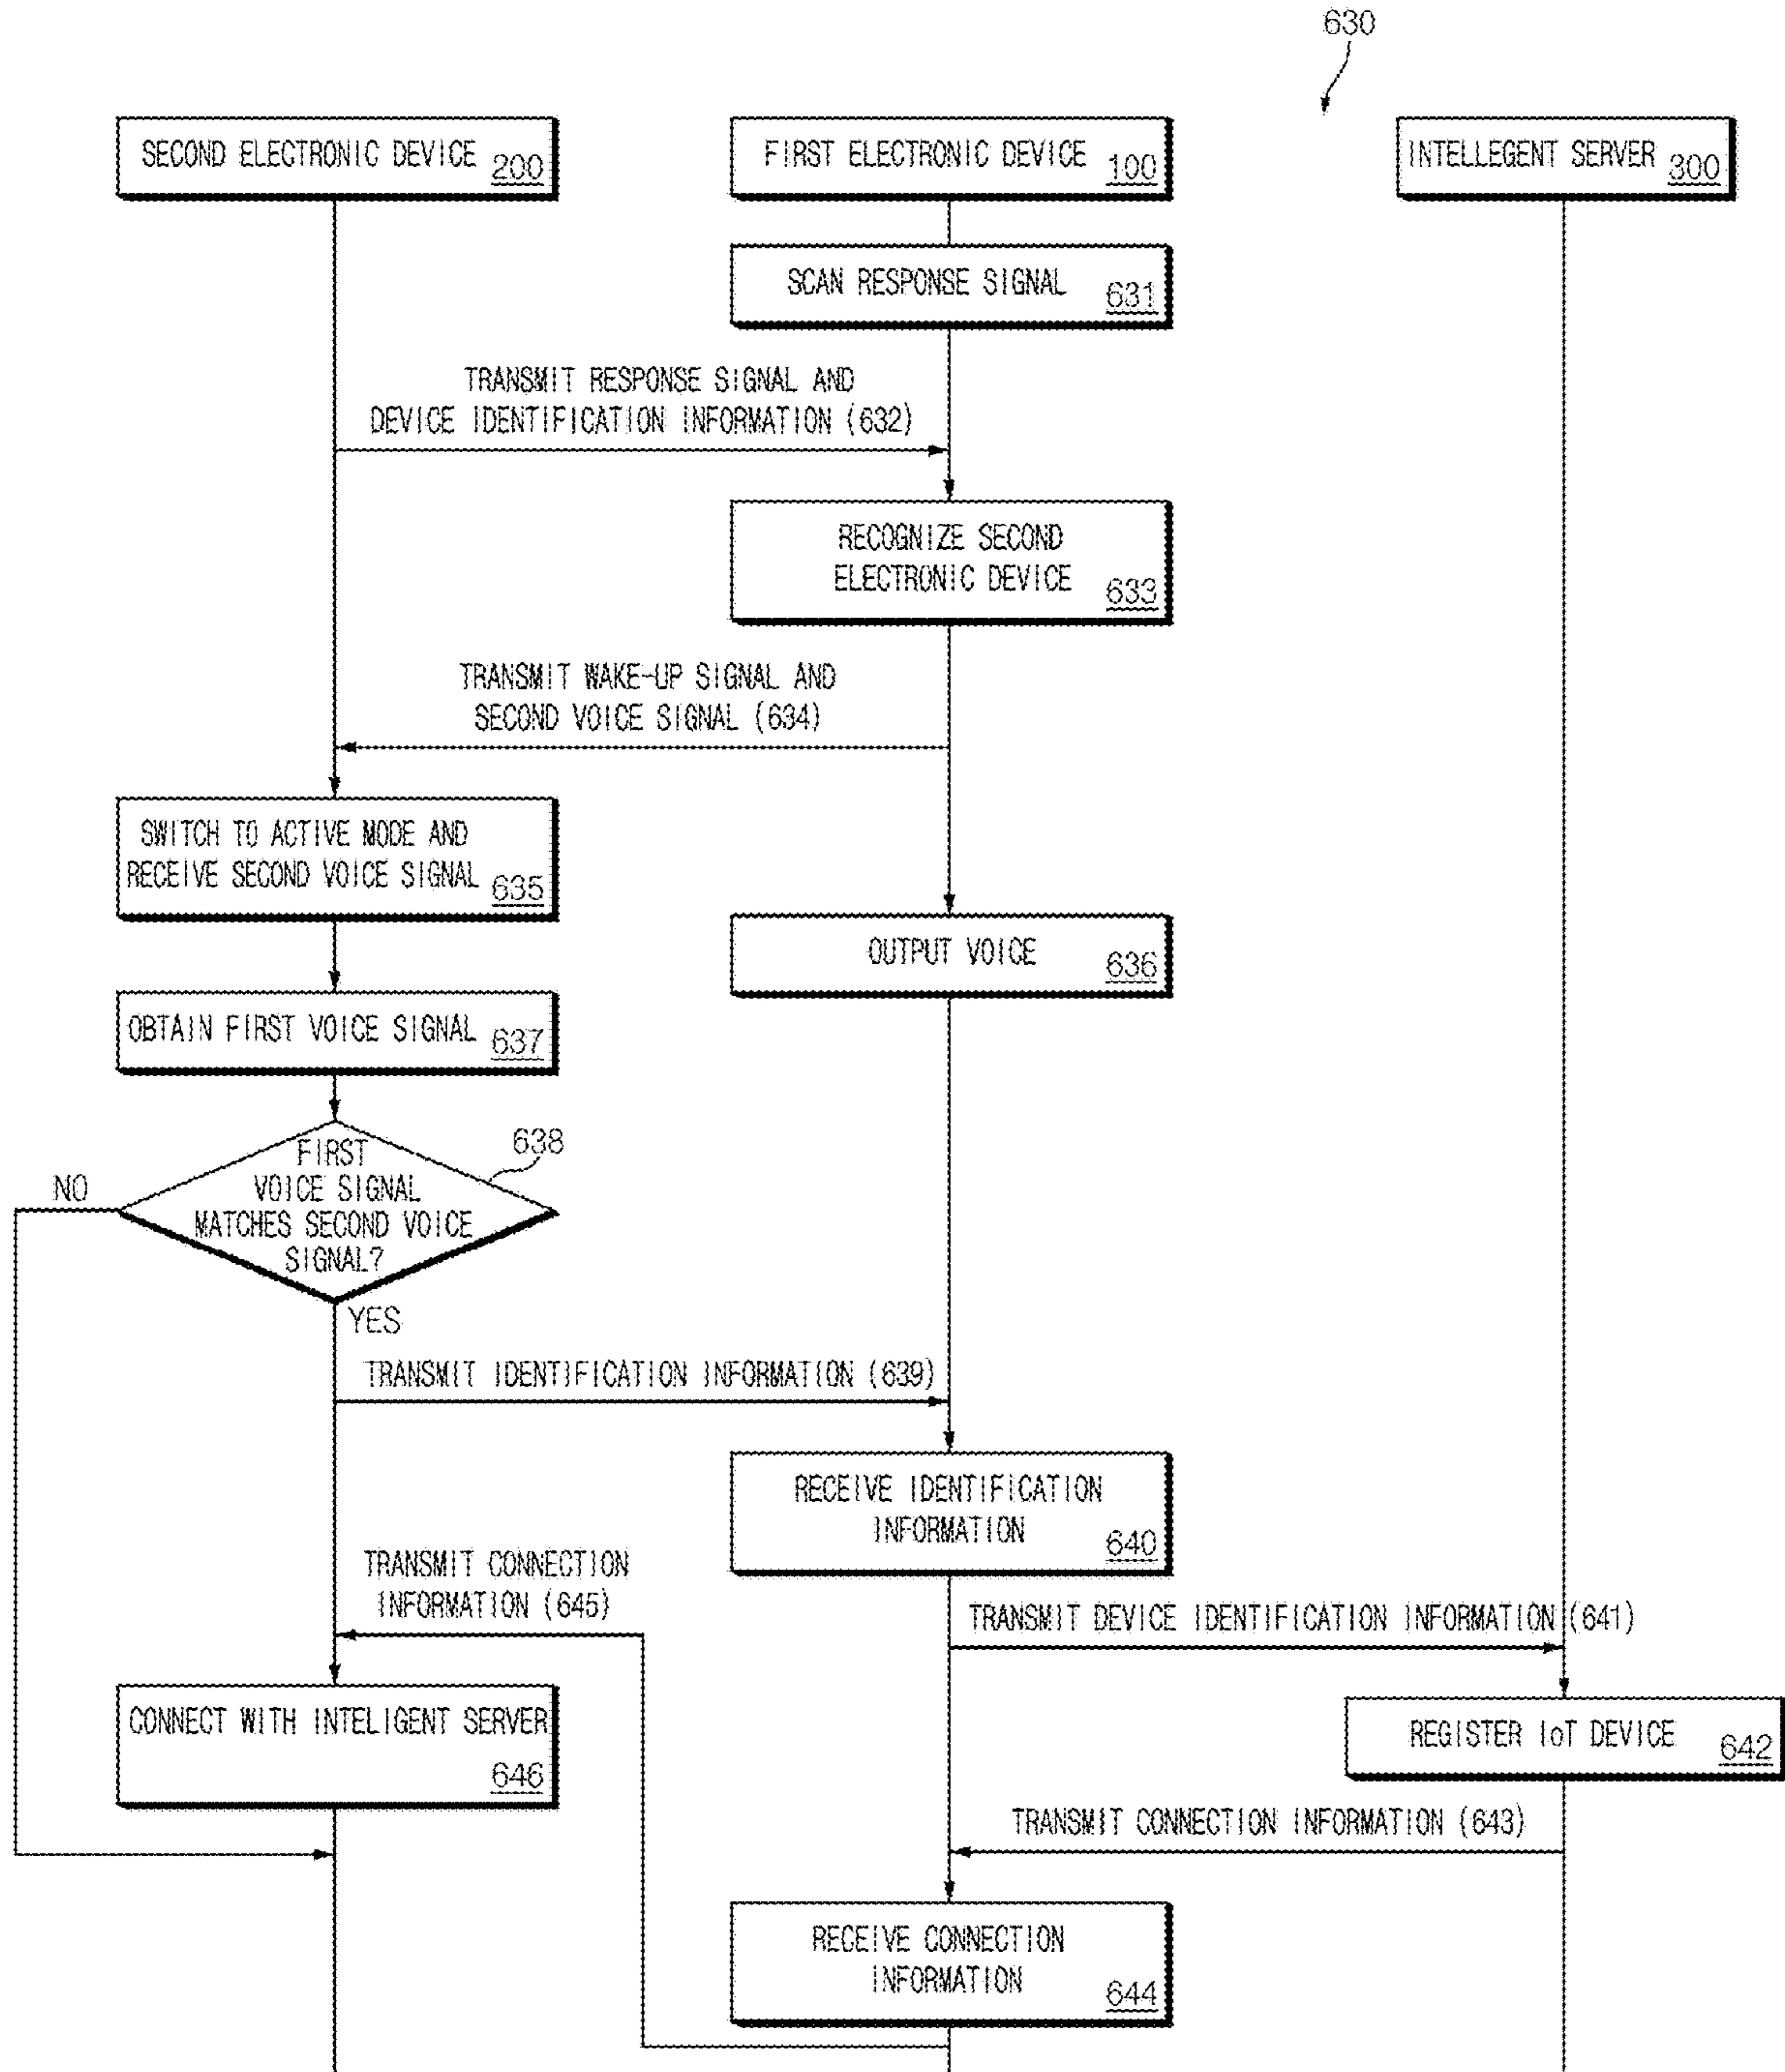 630
SECOND ELECTRONIC DEVICE 200
FIRST ELECTRONIC DEVICE 100
INTELLEGENT SERVER 300
SCAN RESPONSE SIGNAL 631
TRANSMIT RESPONSE SIGNAL AND
DEVICE IDENTIFICATION INFORMATION (632)
RECOGNIZE SECOND
ELECTRONIC DEVICE 633
TRANSMIT WAKE-UP SIGNAL AND
SECOND VOICE SIGNAL (634)
SWITCH TO ACTIVE MODE AND
RECEIVE SECOND VOICE SIGNAL 635
OUTPUT VOICE 636
OBTAIN FIRST VOICE SIGNAL 637
638
FIRST
VOICE SIGNAL
MATCHES SECOND VOICE
SIGNAL?
NO
YES
TRANSMIT IDENTIFICATION INFORMATION (639)
RECEIVE IDENTIFICATION
INFORMATION 640
TRANSMIT CONNECTION
INFORMATION (645)
TRANSMIT DEVICE IDENTIFICATION INFORMATION (641)
CONNECT WITH INTELIGENT SERVER
646
REGISTER IoT DEVICE 642
TRANSMIT CONNECTION INFORMATION (643)
RECEIVE CONNECTION
INFORMATION 644